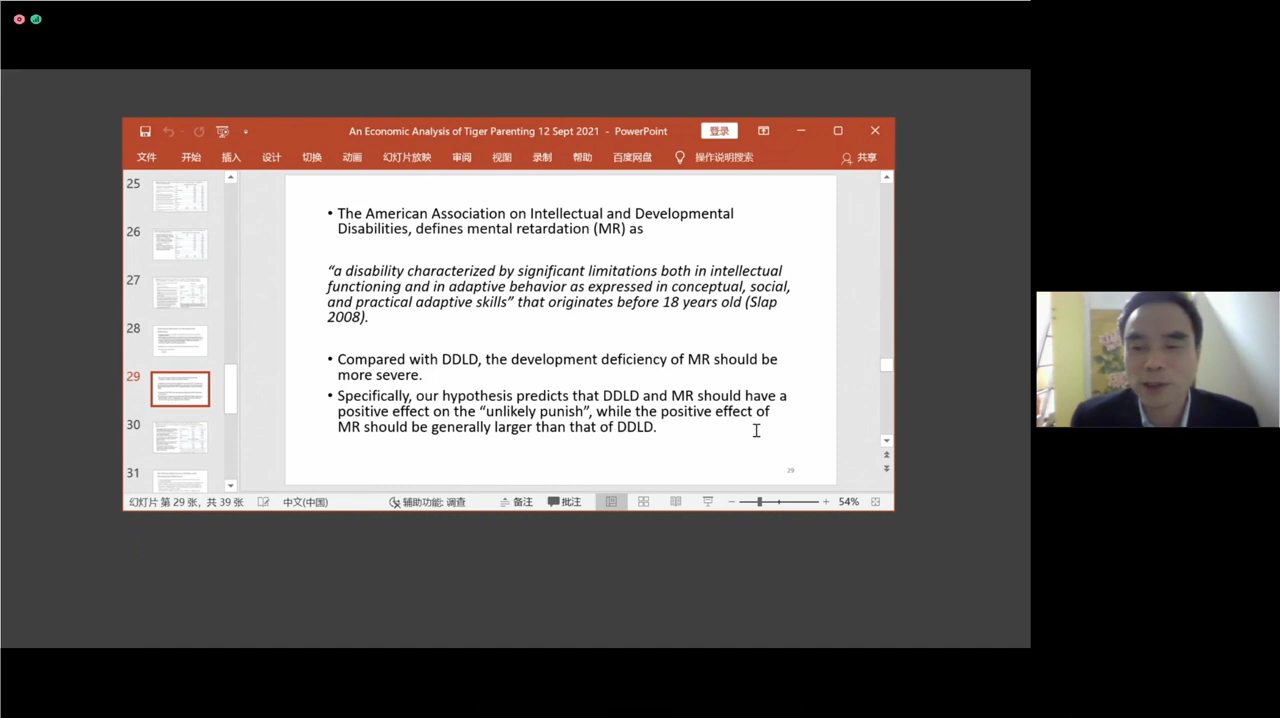 An Economic Analysis of Tiger Parenting 12 Sept 2021 - PowerPoint
登录
文件 开始 插入 设计 切换 动画 幻灯片放映 审阅 视图 录制 帮助 百度网盘 操作说明搜索 共享
25
26
27
28
29
30
31
• The American Association on Intellectual and Developmental
Disabilities, defines mental retardation (MR) as
“a disability characterized by significant limitations both in intellectual
functioning and in adaptive behavior as expressed in conceptual, social,
and practical adaptive skills” that originates before 18 years old (Slap
2008).
• Compared with DDLD, the development deficiency of MR should be
more severe.
• Specifically, our hypothesis predicts that DDLD and MR should have a
positive effect on the “unlikely punish”, while the positive effect of
MR should be generally larger than that of DDLD.
29
幻灯片 第 29 张，共 39 张 中文(中国) 辅助功能: 调查 备注 批注 54%